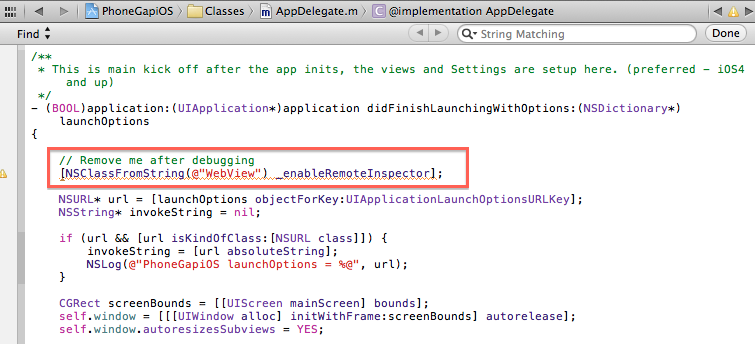 PhoneGapiOS Classes AppDelegate.m @implementation AppDelegate
Find String Matching Done
/**
* This is main kick off after the app inits, the views and Settings are setup here. (preferred - iOS4
and up)
*/
- (BOOL)application:(UIApplication*)application didFinishLaunchingWithOptions:(NSDictionary*)
launchOptions
{
// Remove me after debugging
[NSClassFromString(@"WebView") _enableRemoteInspector];
NSURL* url = [launchOptions objectForKey:UIApplicationLaunchOptionsURLKey];
NSString* invokeString = nil;
if (url && [url isKindOfClass:[NSURL class]]) {
invokeString = [url absoluteString];
NSLog(@"PhoneGapiOS launchOptions = %@", url);
}
CGRect screenBounds = [[UIScreen mainScreen] bounds];
self.window = [[[UIWindow alloc] initWithFrame:screenBounds] autorelease];
self.window.autoresizesSubviews = YES;